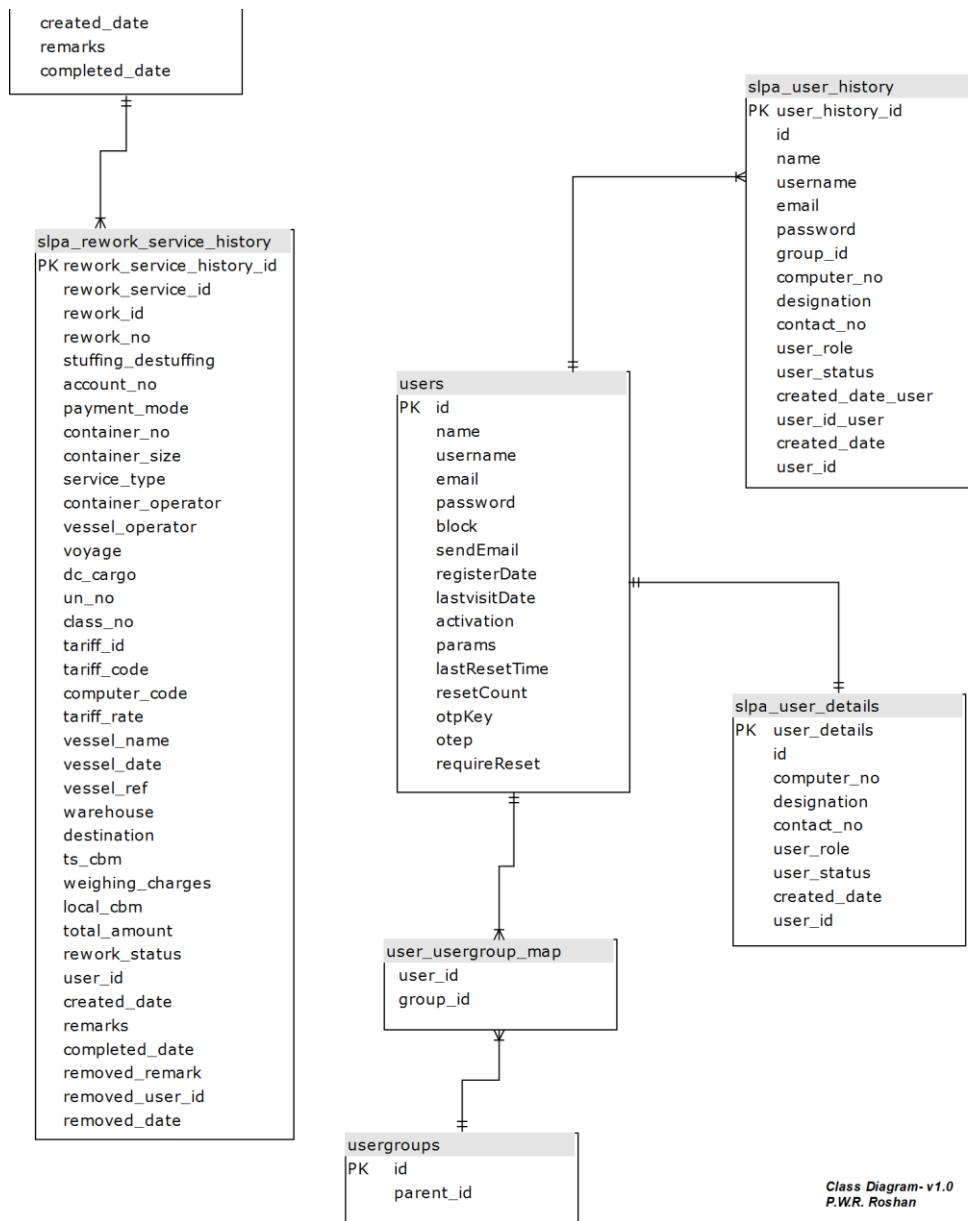 created_date
remarks
completed_date
slpa_rework_service_history
PK rework_service_history_id
rework_service_id
rework_id
rework_no
stuffing_destuffing
account_no
payment_mode
container_no
container_size
service_type
container_operator
vessel_operator
voyage
dc_cargo
un_no
class_no
tariff_id
tariff_code
computer_code
tariff_rate
vessel_name
vessel_date
vessel_ref
warehouse
destination
ts_cbm
weighing_charges
local_cbm
total_amount
rework_status
user_id
created_date
remarks
completed_date
removed_remark
removed_user_id
removed_date
users
PK id
name
username
email
password
block
sendEmail
registerDate
lastvisitDate
activation
params
lastResetTime
resetCount
otpKey
otep
requireReset
user_usergroup_map
user_id
group_id
usergroups
PK id
parent_id
slpa_user_history
PK user_history_id
id
name
username
email
password
group_id
computer_no
designation
contact_no
user_role
user_status
created_date_user
user_id_user
created_date
user_id
slpa_user_details
PK user_details
id
computer_no
designation
contact_no
user_role
user_status
created_date
user_id
Class Diagram- v1.0
P.W.R. Roshan